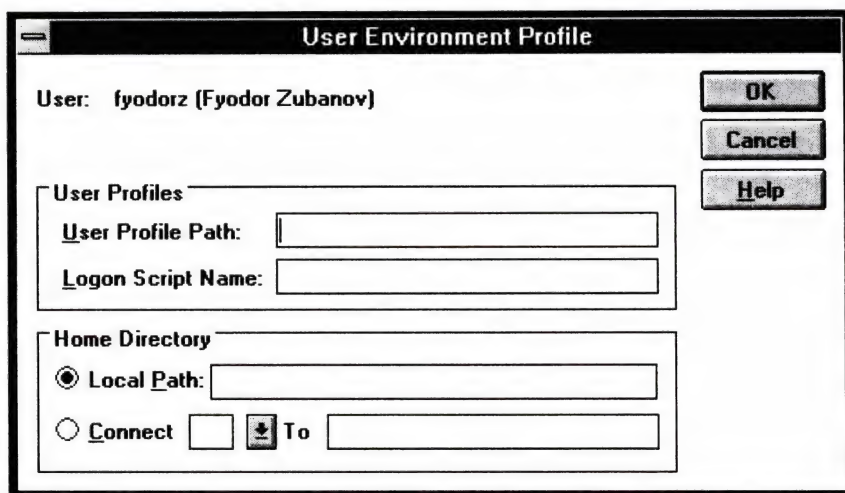 User Environment Profile
User: fyodorz (Fyodor Zubanov)
OK
Cancel
Help
User Profiles
User Profile Path:
Logon Script Name:
Home Directory
Local Path:
Connect To